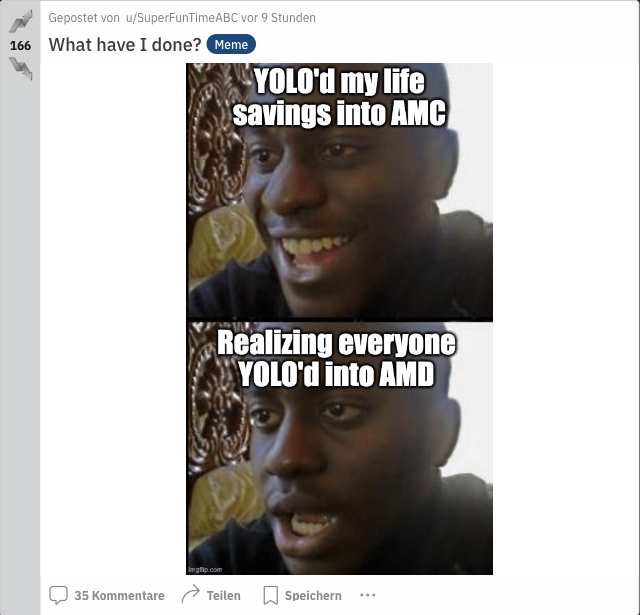 Gepostet von u/SuperFunTimeABC vor 9 Stunden
166
What have I done? Meme
YOLO'd my life
savings into AMC
Realizing everyone
YOLO'd into AMD
imgflip.com
35 Kommentare Teilen Speichern ···